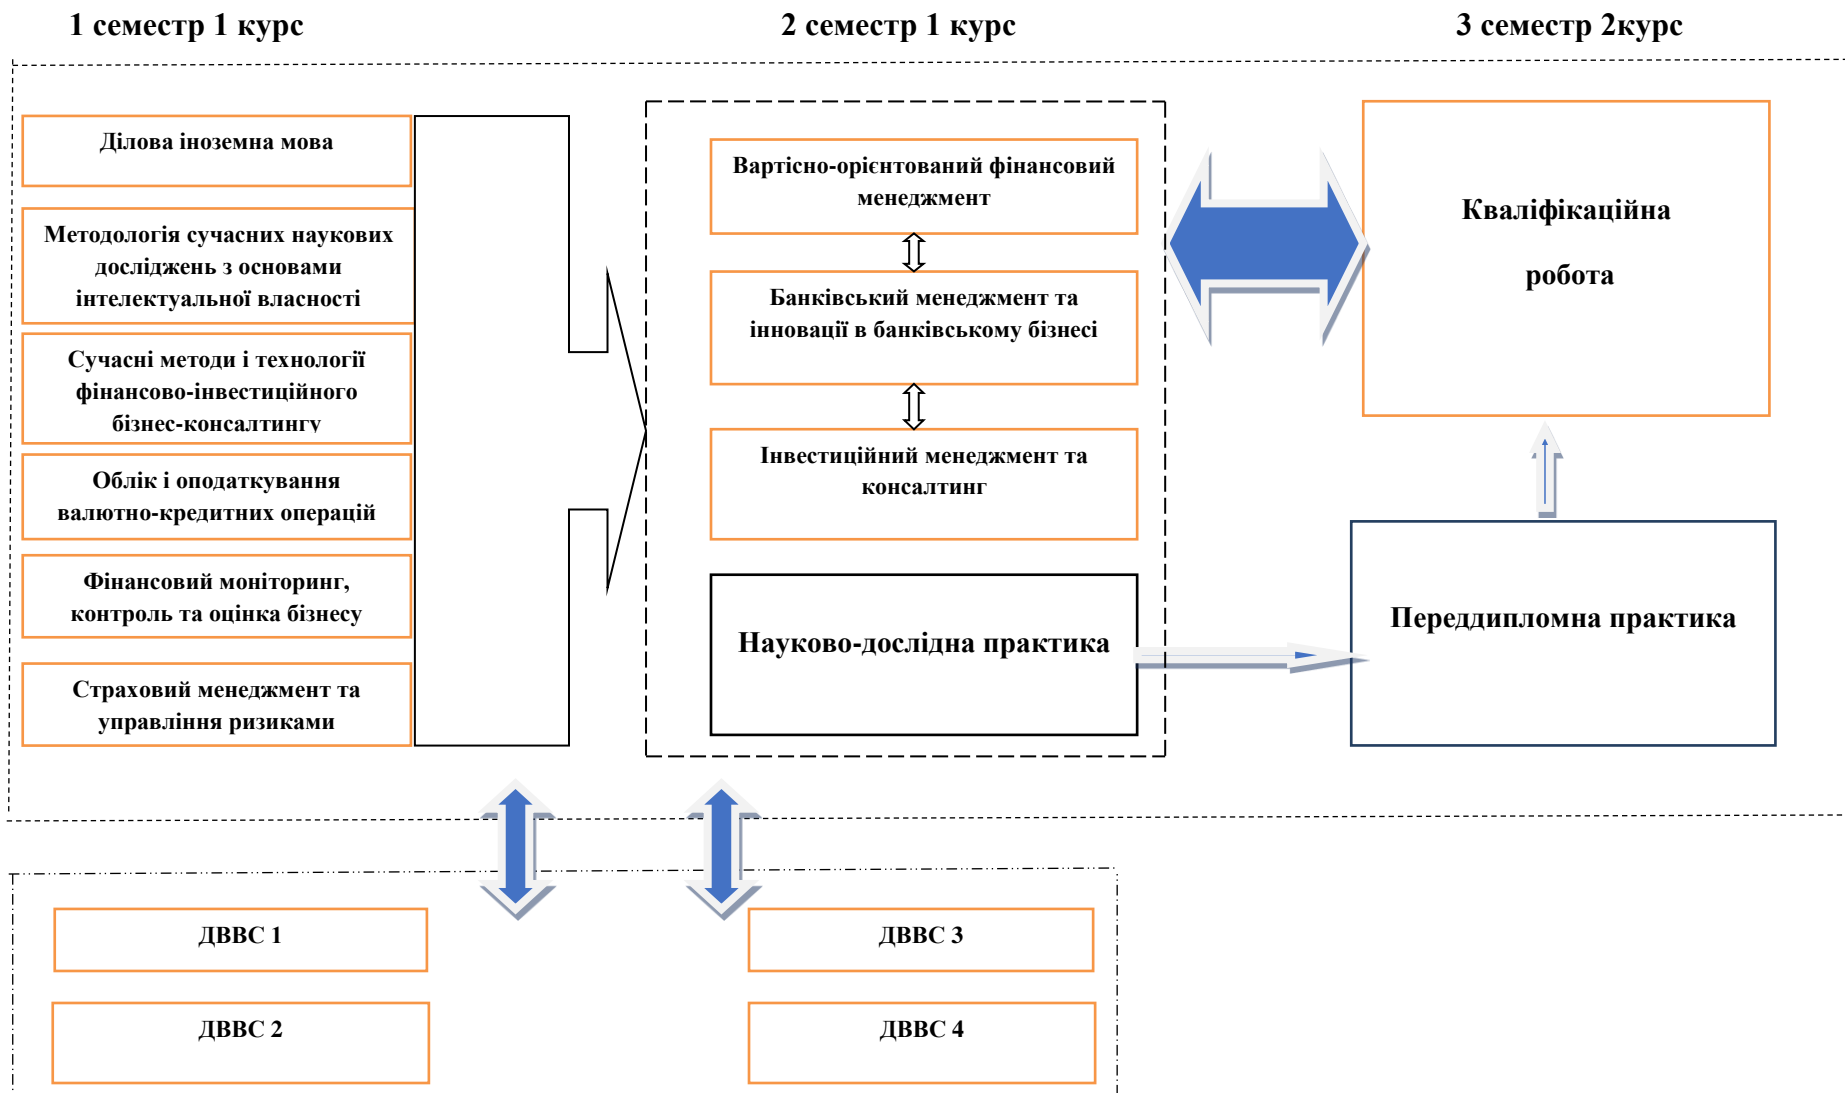 1 семестр 1 курс
2 семестр 1 курс
3 семестр 2курс
Ділова іноземна мова
Методологія сучасних наукових
досліджень з основами
інтелектуальної власності
Сучасні методи і технології
фінансово-інвестиційного
бізнес-консалтингу
Облік і оподаткування
валютно-кредитних операцій
Фінансовий моніторинг,
контроль та оцінка бізнесу
Страховий менеджмент та
управління ризиками
Вартісно-орієнтований фінансовий
менеджмент
Банківський менеджмент та
інновації в банківському бізнесі
Інвестиційний менеджмент та
консалтинг
Науково-дослідна практика
Кваліфікаційна
робота
Переддипломна практика
ДВВС 1
ДВВС 2
ДВВС 3
ДВВС 4